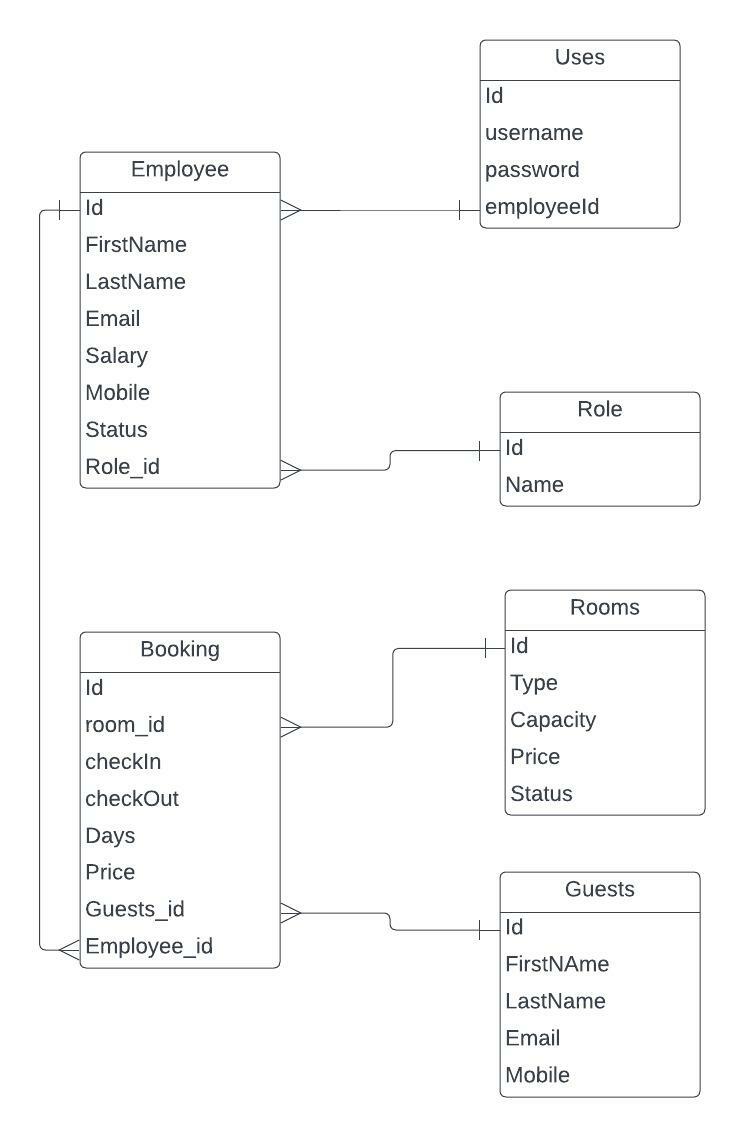 Uses
Id
username
password
employeeId
Employee
Id
FirstName
LastName
Email
Salary
Mobile
Status
Role_id
Role
Id
Name
Rooms
Id
Type
Capacity
Price
Status
Booking
Id
room_id
checkIn
checkOut
Days
Price
Guests_id
Employee_id
Guests
Id
FirstNAme
LastName
Email
Mobile